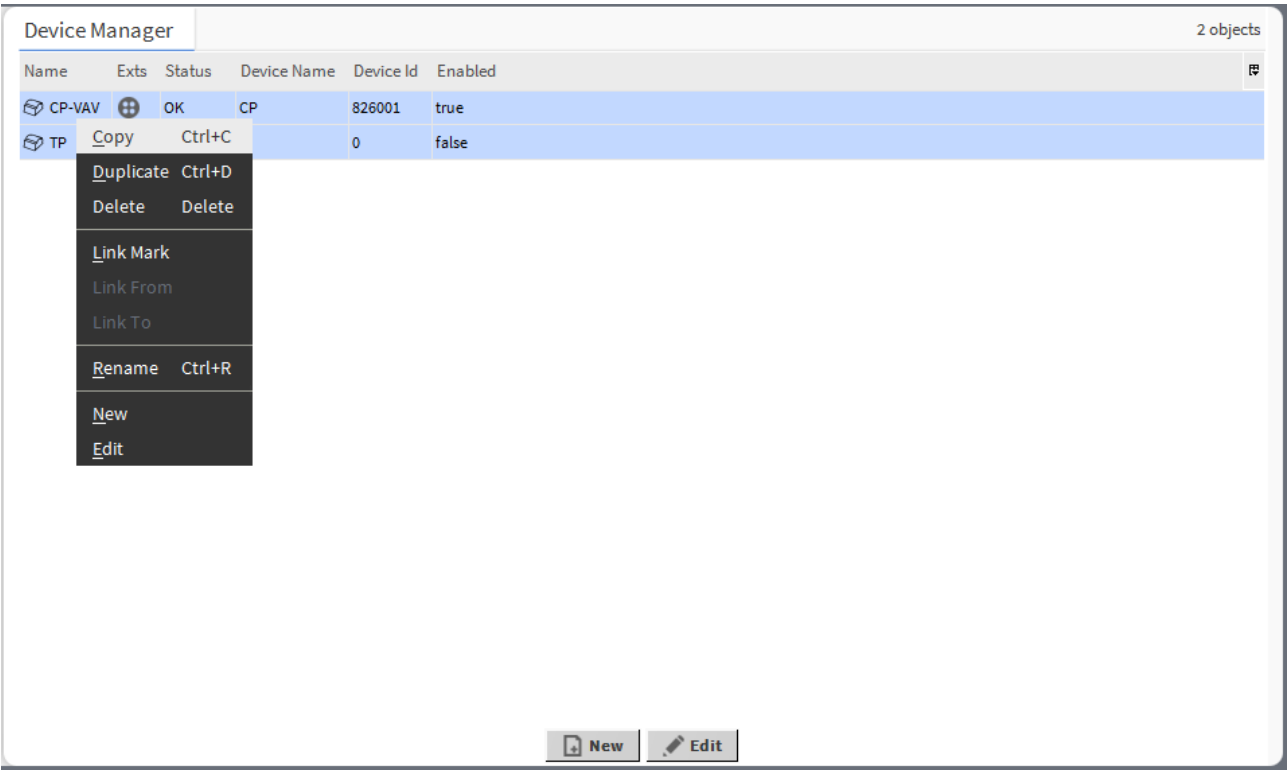 Device Manager 2 objects
Name Exts Status Device Name Device Id Enabled
CP-VAV OK CP 826001 true
TP 0 false
Copy Ctrl+C
Duplicate Ctrl+D
Delete Delete
Link Mark
Link From
Link To
Rename Ctrl+R
New
Edit
New Edit